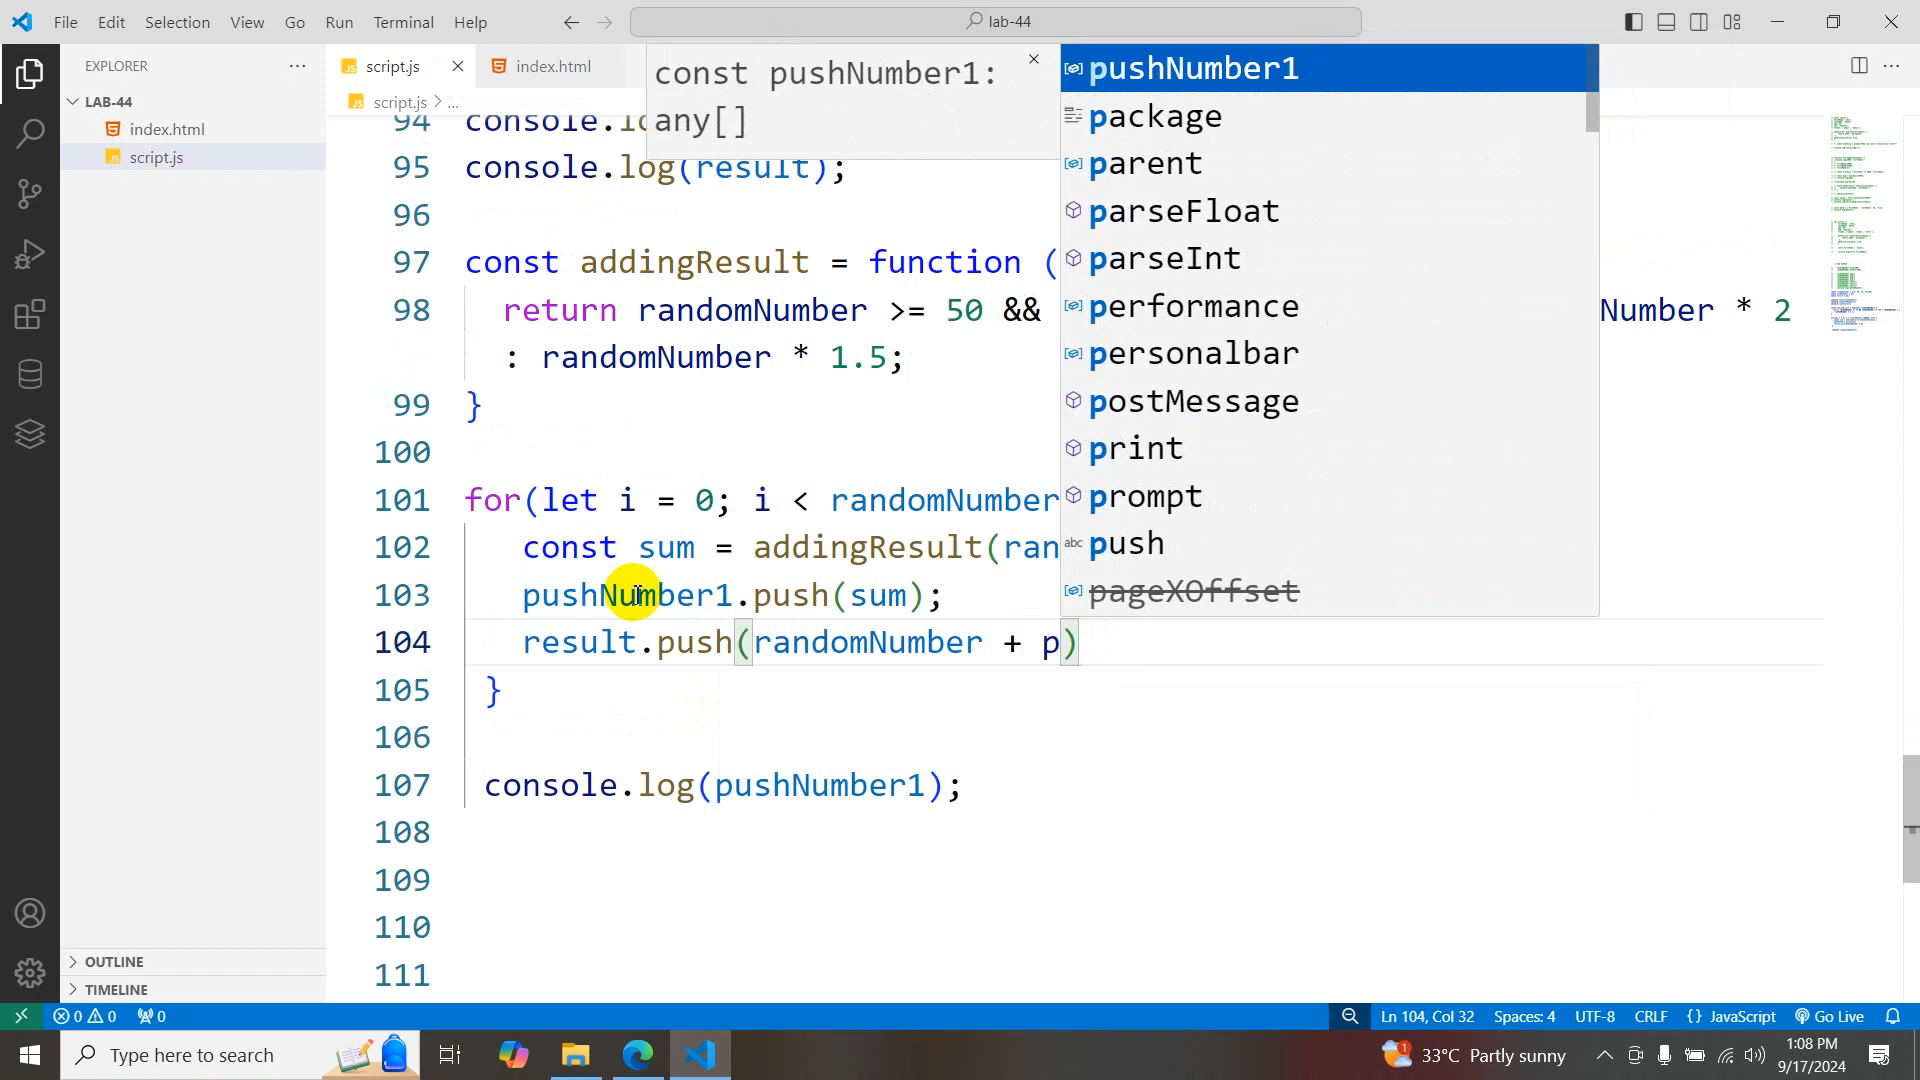 File Edit Selection View Go Run Terminal Help
lab-44
EXPLORER
LAB-44
index.html
script.js
script.js
index.html
script.js > ...
94 console.lo
95 console.log(result);
96
97 const addingResult = function (
98 return randomNumber >= 50 && Number * 2
: randomNumber * 1.5;
99 }
100
101 for(let i = 0; i < randomNumber
102 const sum = addingResult(ran
103 pushNumber1.push(sum);
104 result.push(randomNumber + p)
105 }
106
107 console.log(pushNumber1);
108
109
110
111
const pushNumber1:
any[]
pushNumber1
package
parent
parseFloat
parseInt
performance
personalbar
postMessage
print
prompt
abc push
pageXOffset
OUTLINE
TIMELINE
0 0 0
Ln 104, Col 32 Spaces: 4 UTF-8 CRLF {} JavaScript Go Live
Type here to search
1
33°C Partly sunny
1:08 PM
9/17/2024